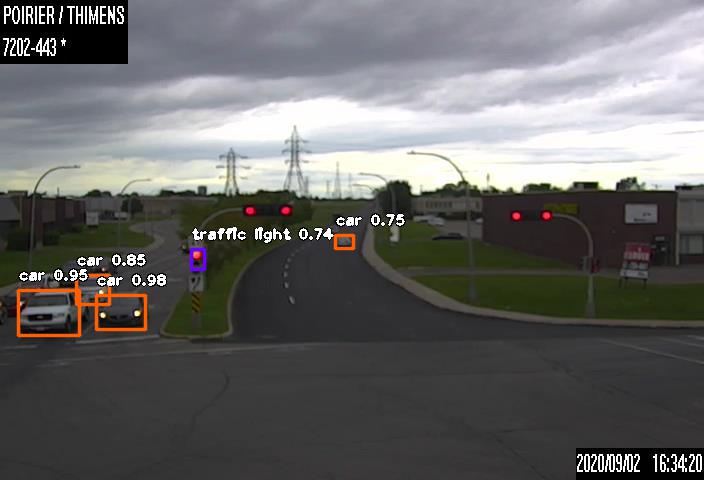 POIRIER / THIMENS
7202-443 *
car 0.75
traffic light 0.74
car 0.85
car 0.95
car 0.98
2020/09/02 16:34:20